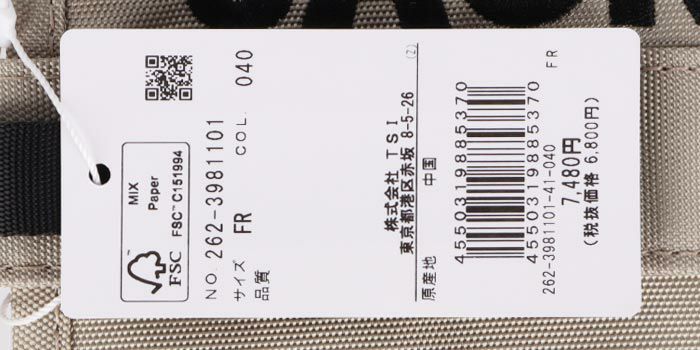 MIX
Paper
FSC™ C151994
FSC
NO. 262-3981101
COL. 040
サイズ FR
品質
(2)
株式会社 TSI
東京都港区赤坂 8-5-26
原産地 中国
4550319885370
4550319885370
262-3981101-41-040
FR
7,480円
(税抜価格 6,800円)